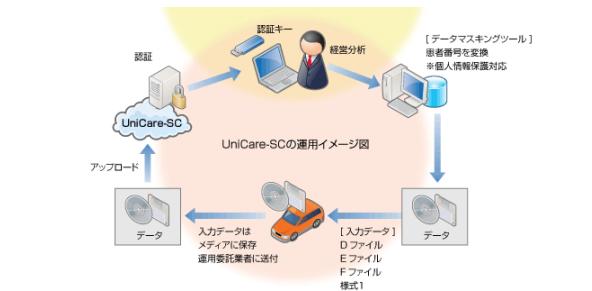 認証キー
経営分析
[ データマスキングツール ]
患者番号を変換
※個人情報保護対応
認証
UniCare-SC
UniCare-SCの運用イメージ図
アップロード
データ
入力データは
メディアに保存
運用委託業者に送付
[ 入力データ ]
D ファイル
E ファイル
F ファイル
様式1
データ